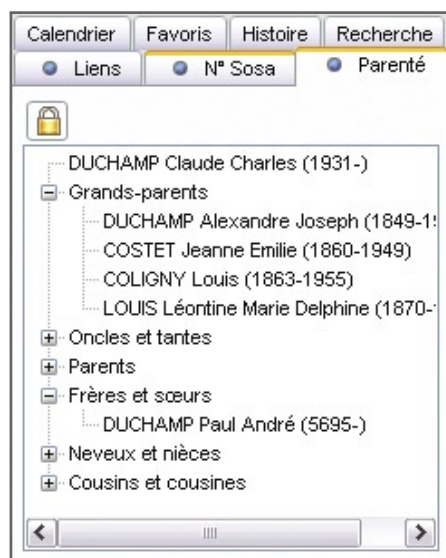 Calendrier Favoris Histoire Recherche
Liens N° Sosa Parenté
DUCHAMP Claude Charles (1931-)
Grands-parents
DUCHAMP Alexandre Joseph (1849-19
COSTET Jeanne Emilie (1860-1949)
COLIGNY Louis (1863-1955)
LOUIS Léontine Marie Delphine (1870-
Oncles et tantes
Parents
Frères et sœurs
DUCHAMP Paul André (5695-)
Neveux et nièces
Cousins et cousines